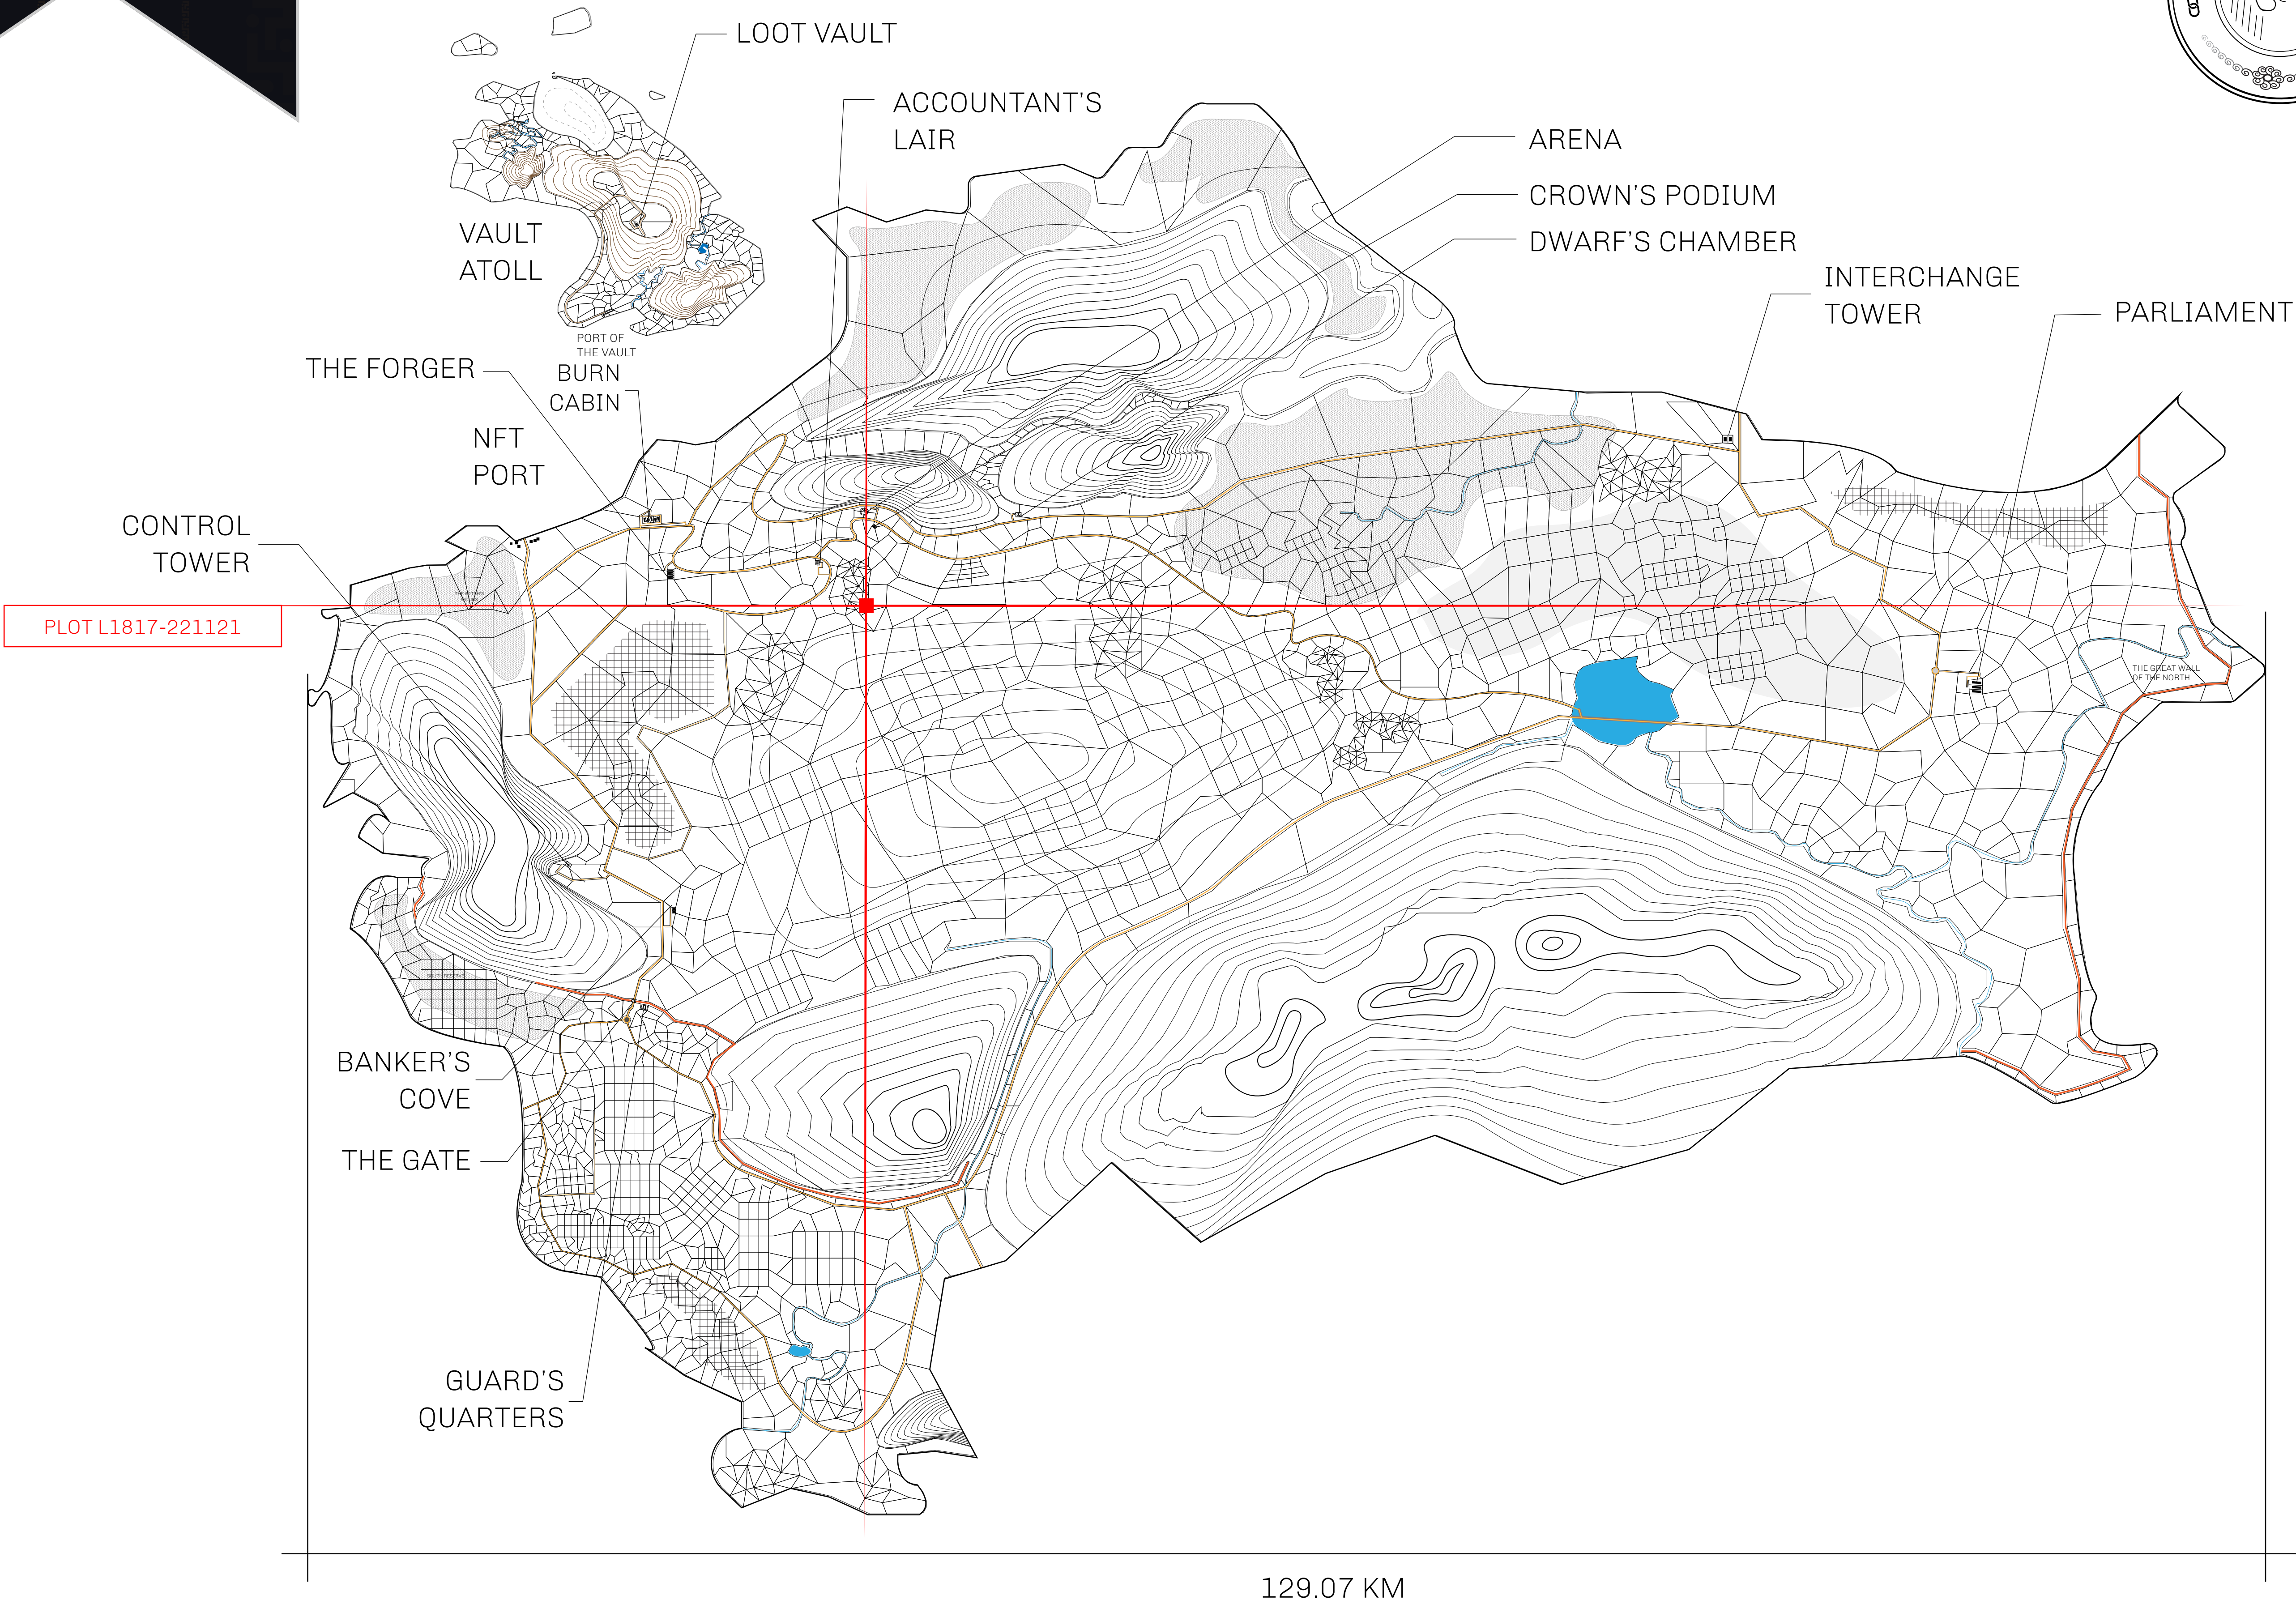 LOOT VAULT
ACCOUNTANT'S
LAIR
ARENA
CROWN'S PODIUM
DWARF'S CHAMBER
VAULT
ATOLL
INTERCHANGE
TOWER
PARLIAMENT
PORT OF
THE VAULT
THE FORGER
BURN
CABIN
NFT
PORT
CONTROL
TOWER
PLOT L1817-221121
THE GREAT WALL
OF THE NORTH
SOUTH RESERVE
BANKER'S
COVE
THE GATE
GUARD'S
QUARTERS
129.07 KM